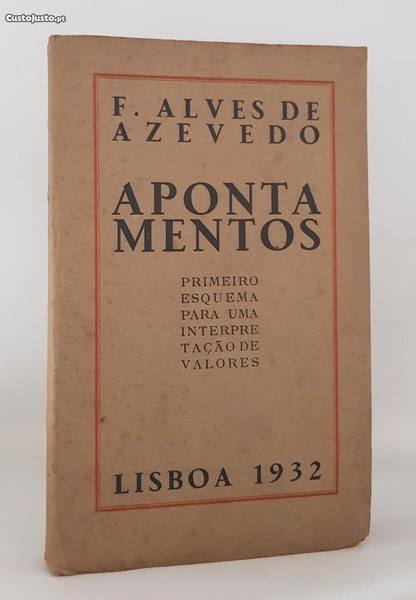 CustoJusto.pt
F. ALVES DE
AZEVEDO
APONTA
MENTOS
PRIMEIRO
ESQUEMA
PARA UMA
INTERPRE
TAÇÃO DE
VALORES
LISBOA 1932